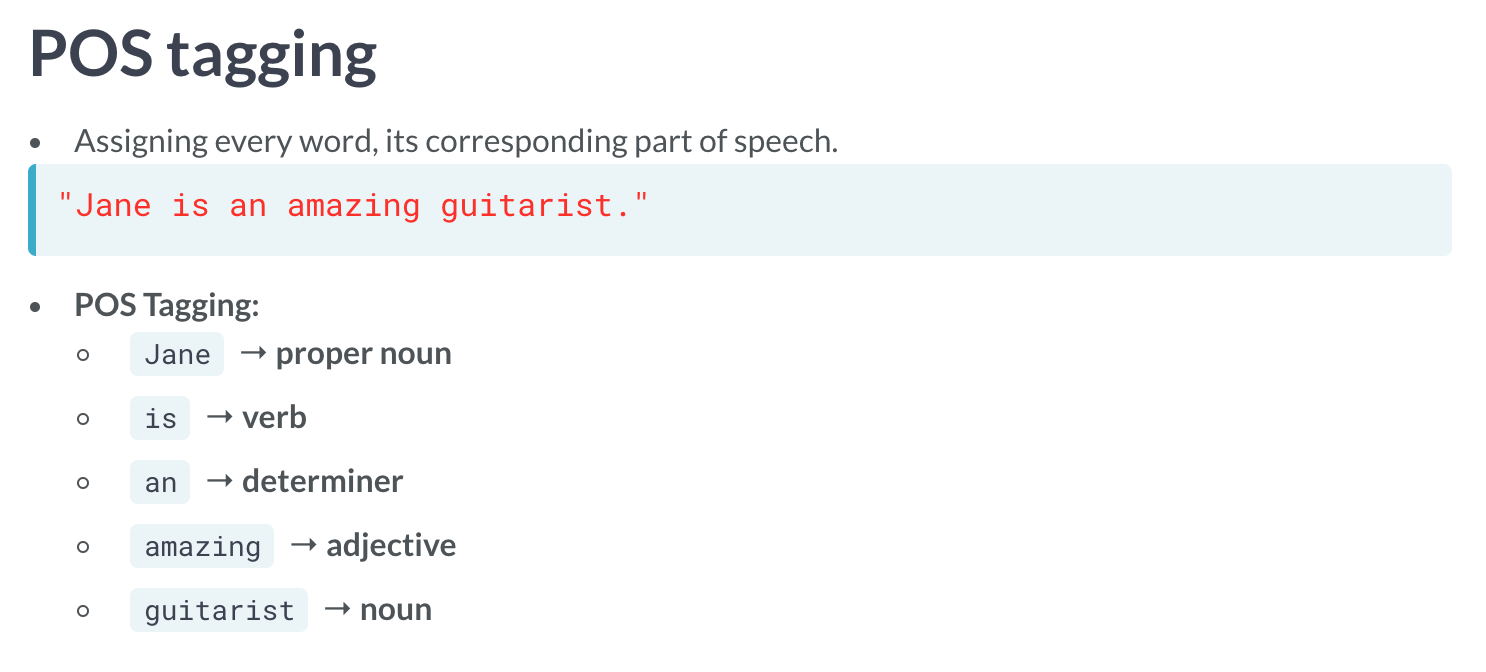 POS tagging
• Assigning every word, its corresponding part of speech.
"Jane is an amazing guitarist."
• POS Tagging:
○ Jane → proper noun
○ is → verb
○ an → determiner
○ amazing → adjective
○ guitarist → noun